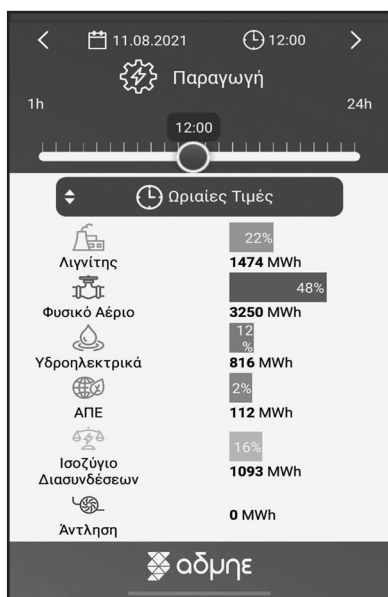 11.08.2021 12:00
Παραγωγή
1h 24h
12:00
Ωριαίες Τιμές
22%
Λιγνίτης 1474 MWh
48%
Φυσικό Αέριο 3250 MWh
12
%
Υδροηλεκτρικά 816 MWh
2%
ΑΠΕ 112 MWh
16%
Ισοζύγιο
Διασυνδέσεων
1093 MWh
0 MWh
Άντληση
αδμηε